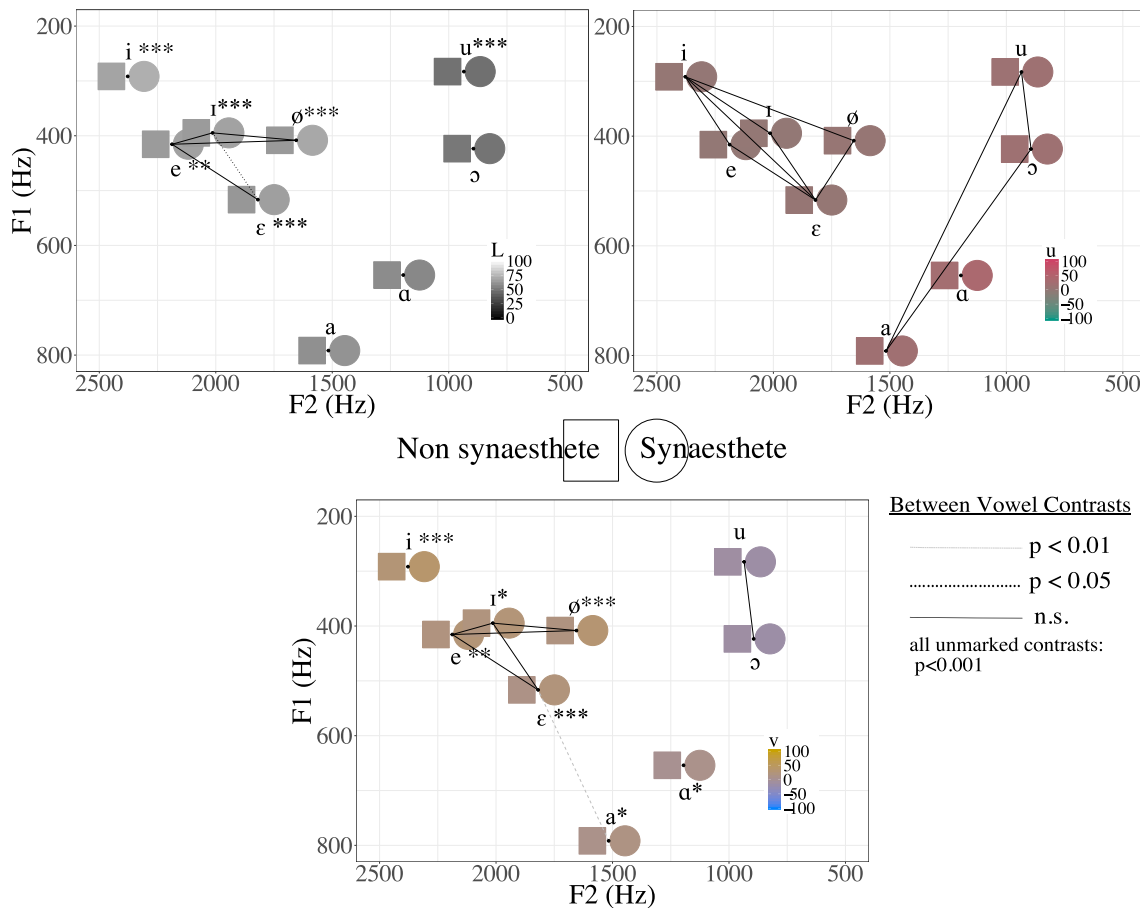 200
400
600
800
F1 (Hz)
i ***
u***
ɪ***
ø***
e **
ɔ
ɛ ***
ɑ
a
L
100
75
50
25
0
2500
2000
1500
1000
500
F2 (Hz)
200
400
600
800
i
u
ɪ
ø
e
ɔ
ɛ
ɑ
a
u
100
50
0
−50
−100
2500
2000
1500
1000
500
F2 (Hz)
Non synaesthete
Synaesthete
200
400
600
800
F1 (Hz)
i ***
u
ɪ*
ø***
e **
ɔ
ɛ ***
ɑ*
a*
v
100
50
0
−50
−100
2500
2000
1500
1000
500
F2 (Hz)
Between Vowel Contrasts
p < 0.01
p < 0.05
n.s.
all unmarked contrasts:
p<0.001